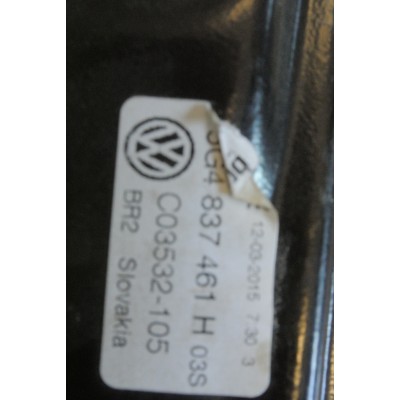 12-03-2015 7:30 3
837 461 H 03S
C03532-105
BR2 Slovakia